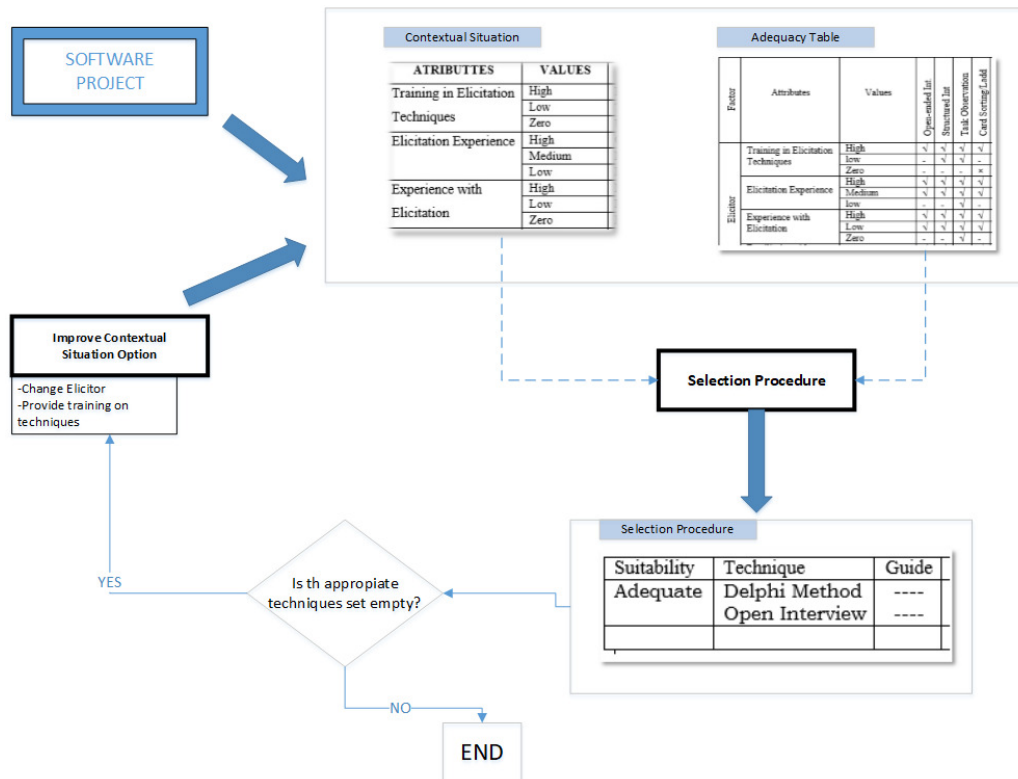 SOFTWARE
PROJECT
Contextual Situation
ATRIBUTTES VALUES
Training in Elicitation
Techniques
High
Low
Zero
Elicitation Experience
High
Medium
Low
Experience with
Elicitation
High
Low
Zero
Adequacy Table
Factor Attributes Values Open-ended Int. Structured Int Task Observation Card Sorting/Ladd
Elicitor
Training in Elicitation
Techniques
High √ √ √ √
low - √ √ -
Zero - - - ×
Elicitation Experience
High √ √ √ √
Medium √ √ √ √
low - - √ -
Experience with
Elicitation
High √ √ √ √
Low √ √ √ √
Zero - - √ -
Improve Contextual
Situation Option
-Change Elicitor
-Provide training on
techniques
Selection Procedure
Selection Procedure
Suitability Technique Guide
Adequate Delphi Method ----
Open Interview ----
Is th appropiate
techniques set empty?
YES
NO
END